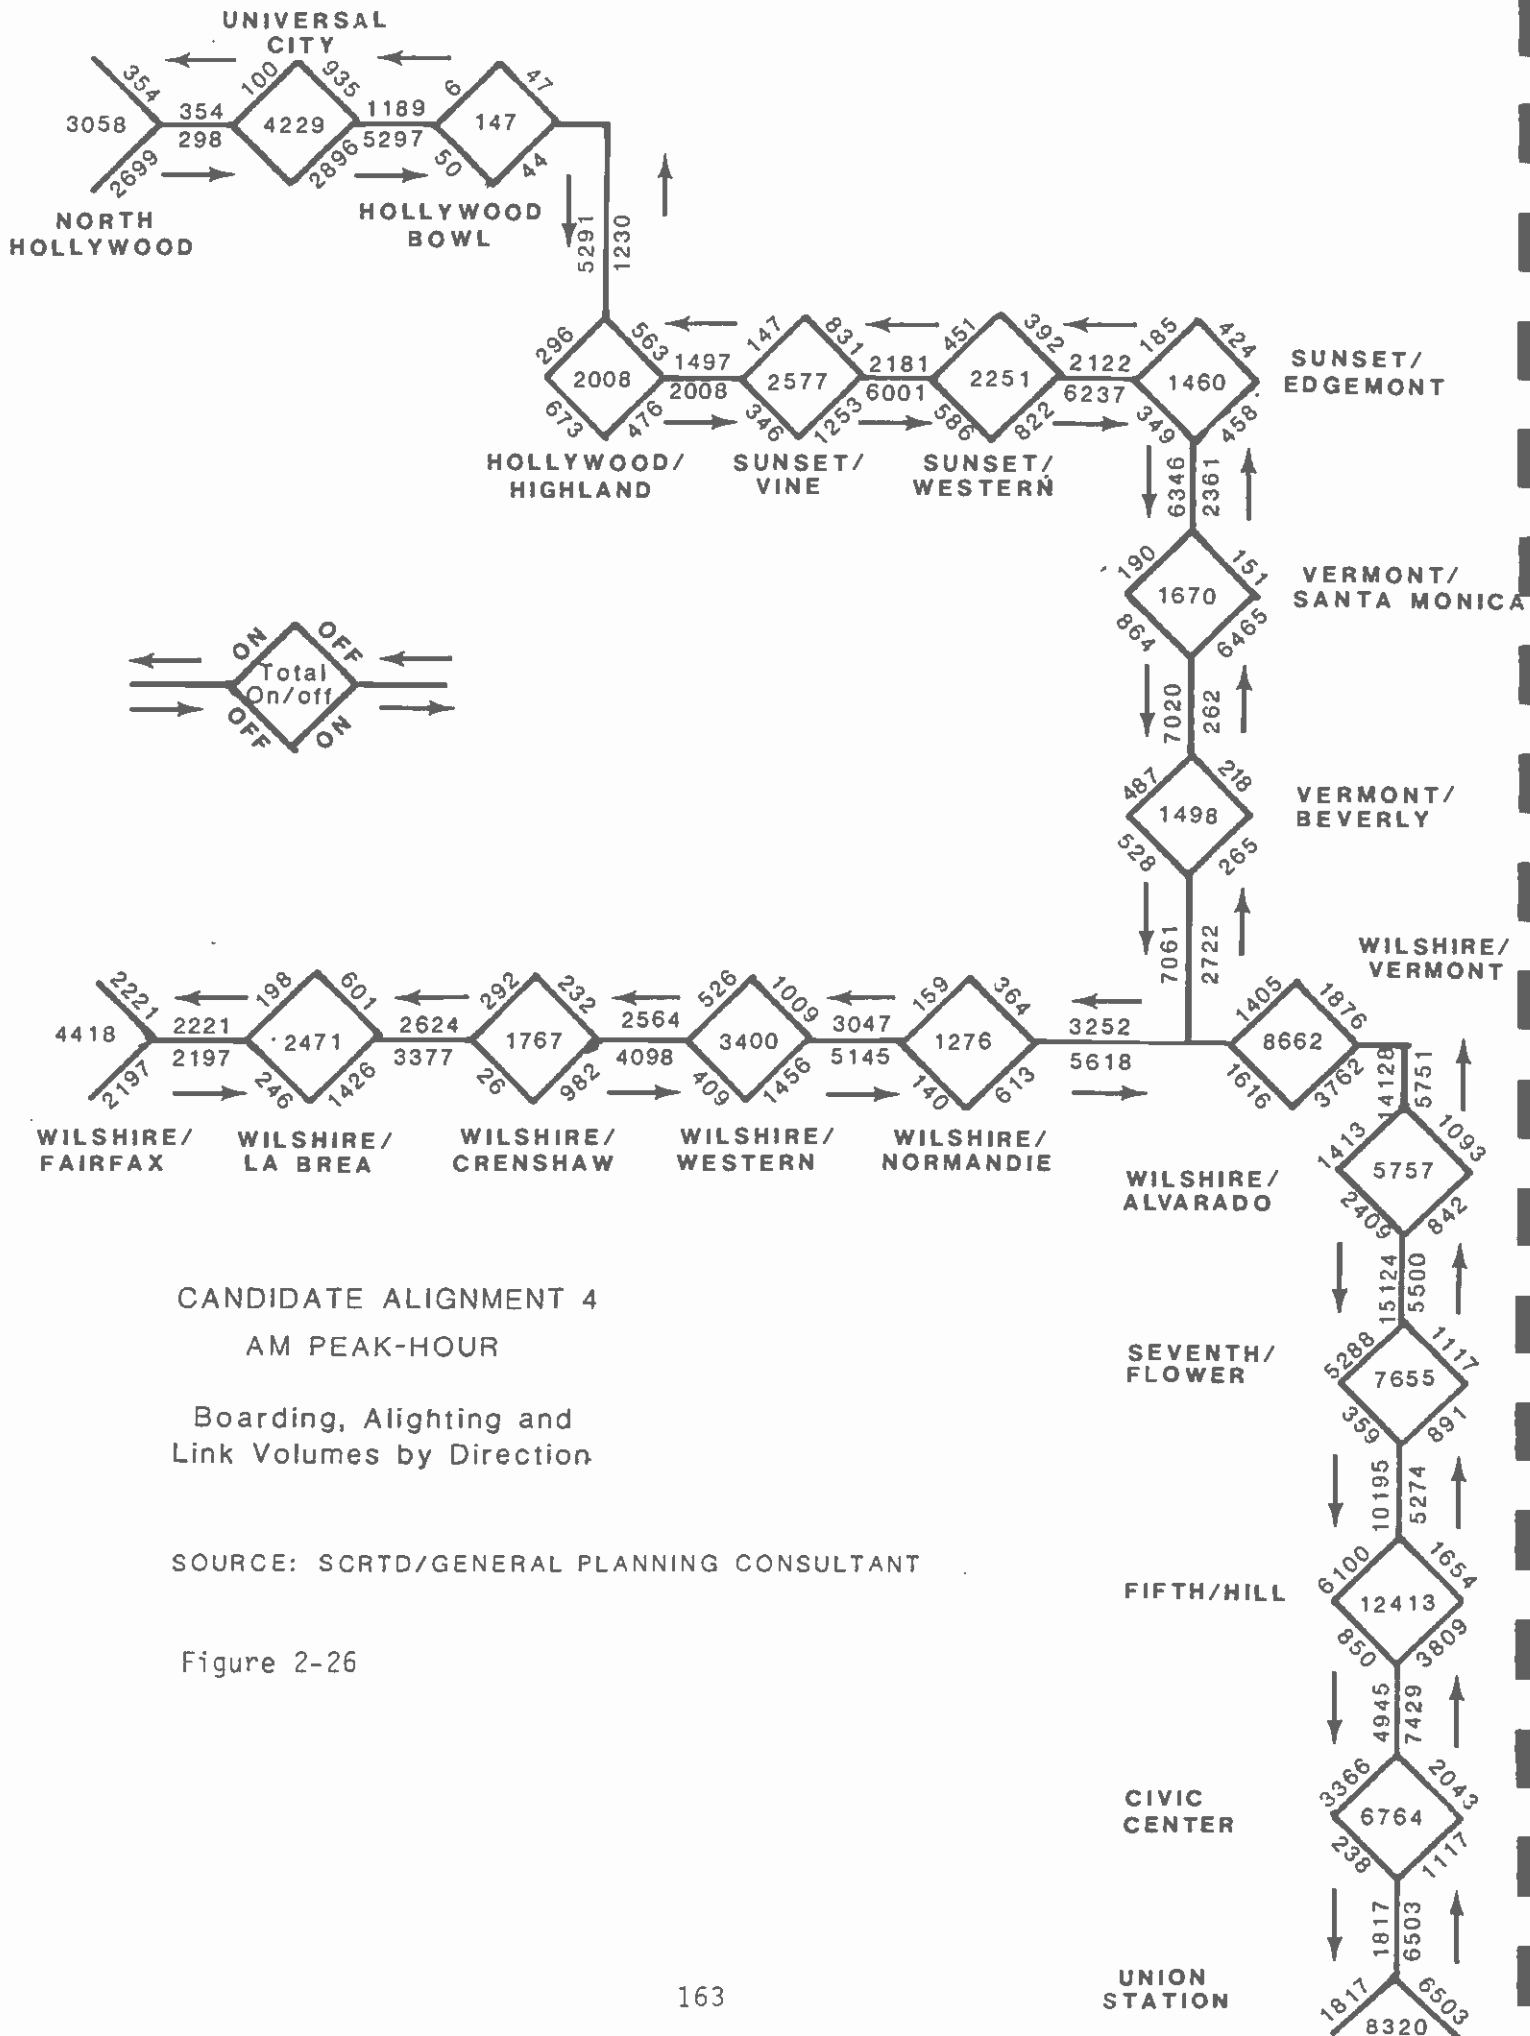 UNIVERSAL
CITY
354
3058
2699
354
298
100
935
4229
2896
1189
5297
6
47
147
50
44
NORTH
HOLLYWOOD
HOLLYWOOD
BOWL
5291
1230
296
563
2008
673
476
1497
2008
147
831
2577
346
1253
2181
6001
451
392
2251
586
822
2122
6237
185
424
1460
349
458
SUNSET/
EDGEMONT
HOLLYWOOD/
HIGHLAND
SUNSET/
VINE
SUNSET/
WESTERN
6346
2361
190
151
1670
864
6465
VERMONT/
SANTA MONICA
ON
OFF
Total
On/off
OFF
ON
7020
262
487
218
1498
528
265
VERMONT/
BEVERLY
7061
2722
WILSHIRE/
VERMONT
2221
4418
2197
2221
2197
198
601
2471
246
1426
2624
3377
292
232
1767
26
982
2564
4098
526
1009
3400
409
1456
3047
5145
159
364
1276
140
613
3252
5618
1405
1876
8662
1616
3762
14128
5751
WILSHIRE/
FAIRFAX
WILSHIRE/
LA BREA
WILSHIRE/
CRENSHAW
WILSHIRE/
WESTERN
WILSHIRE/
NORMANDIE
WILSHIRE/
ALVARADO
1413
1093
5757
2409
842
15124
5500
CANDIDATE ALIGNMENT 4
AM PEAK-HOUR
Boarding, Alighting and
Link Volumes by Direction
SEVENTH/
FLOWER
5288
1117
7655
359
891
10195
5274
SOURCE: SCRTD/GENERAL PLANNING CONSULTANT
Figure 2-26
FIFTH/HILL
6100
1654
12413
850
3809
4945
7429
CIVIC
CENTER
3366
2043
6764
238
1117
1817
6503
UNION
STATION
1817
6503
8320
163